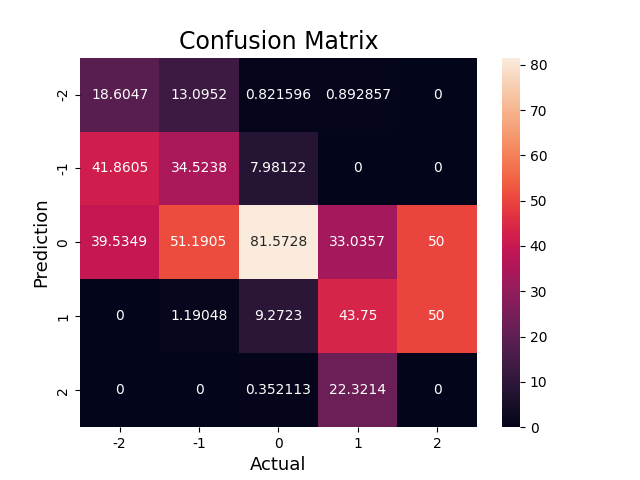 Confusion Matrix
Prediction
-2 18.6047 13.0952 0.821596 0.892857 0
-1 41.8605 34.5238 7.98122 0 0
0 39.5349 51.1905 81.5728 33.0357 50
1 0 1.19048 9.2723 43.75 50
2 0 0 0.352113 22.3214 0
-2 -1 0 1 2
Actual
80
70
60
50
40
30
20
10
0